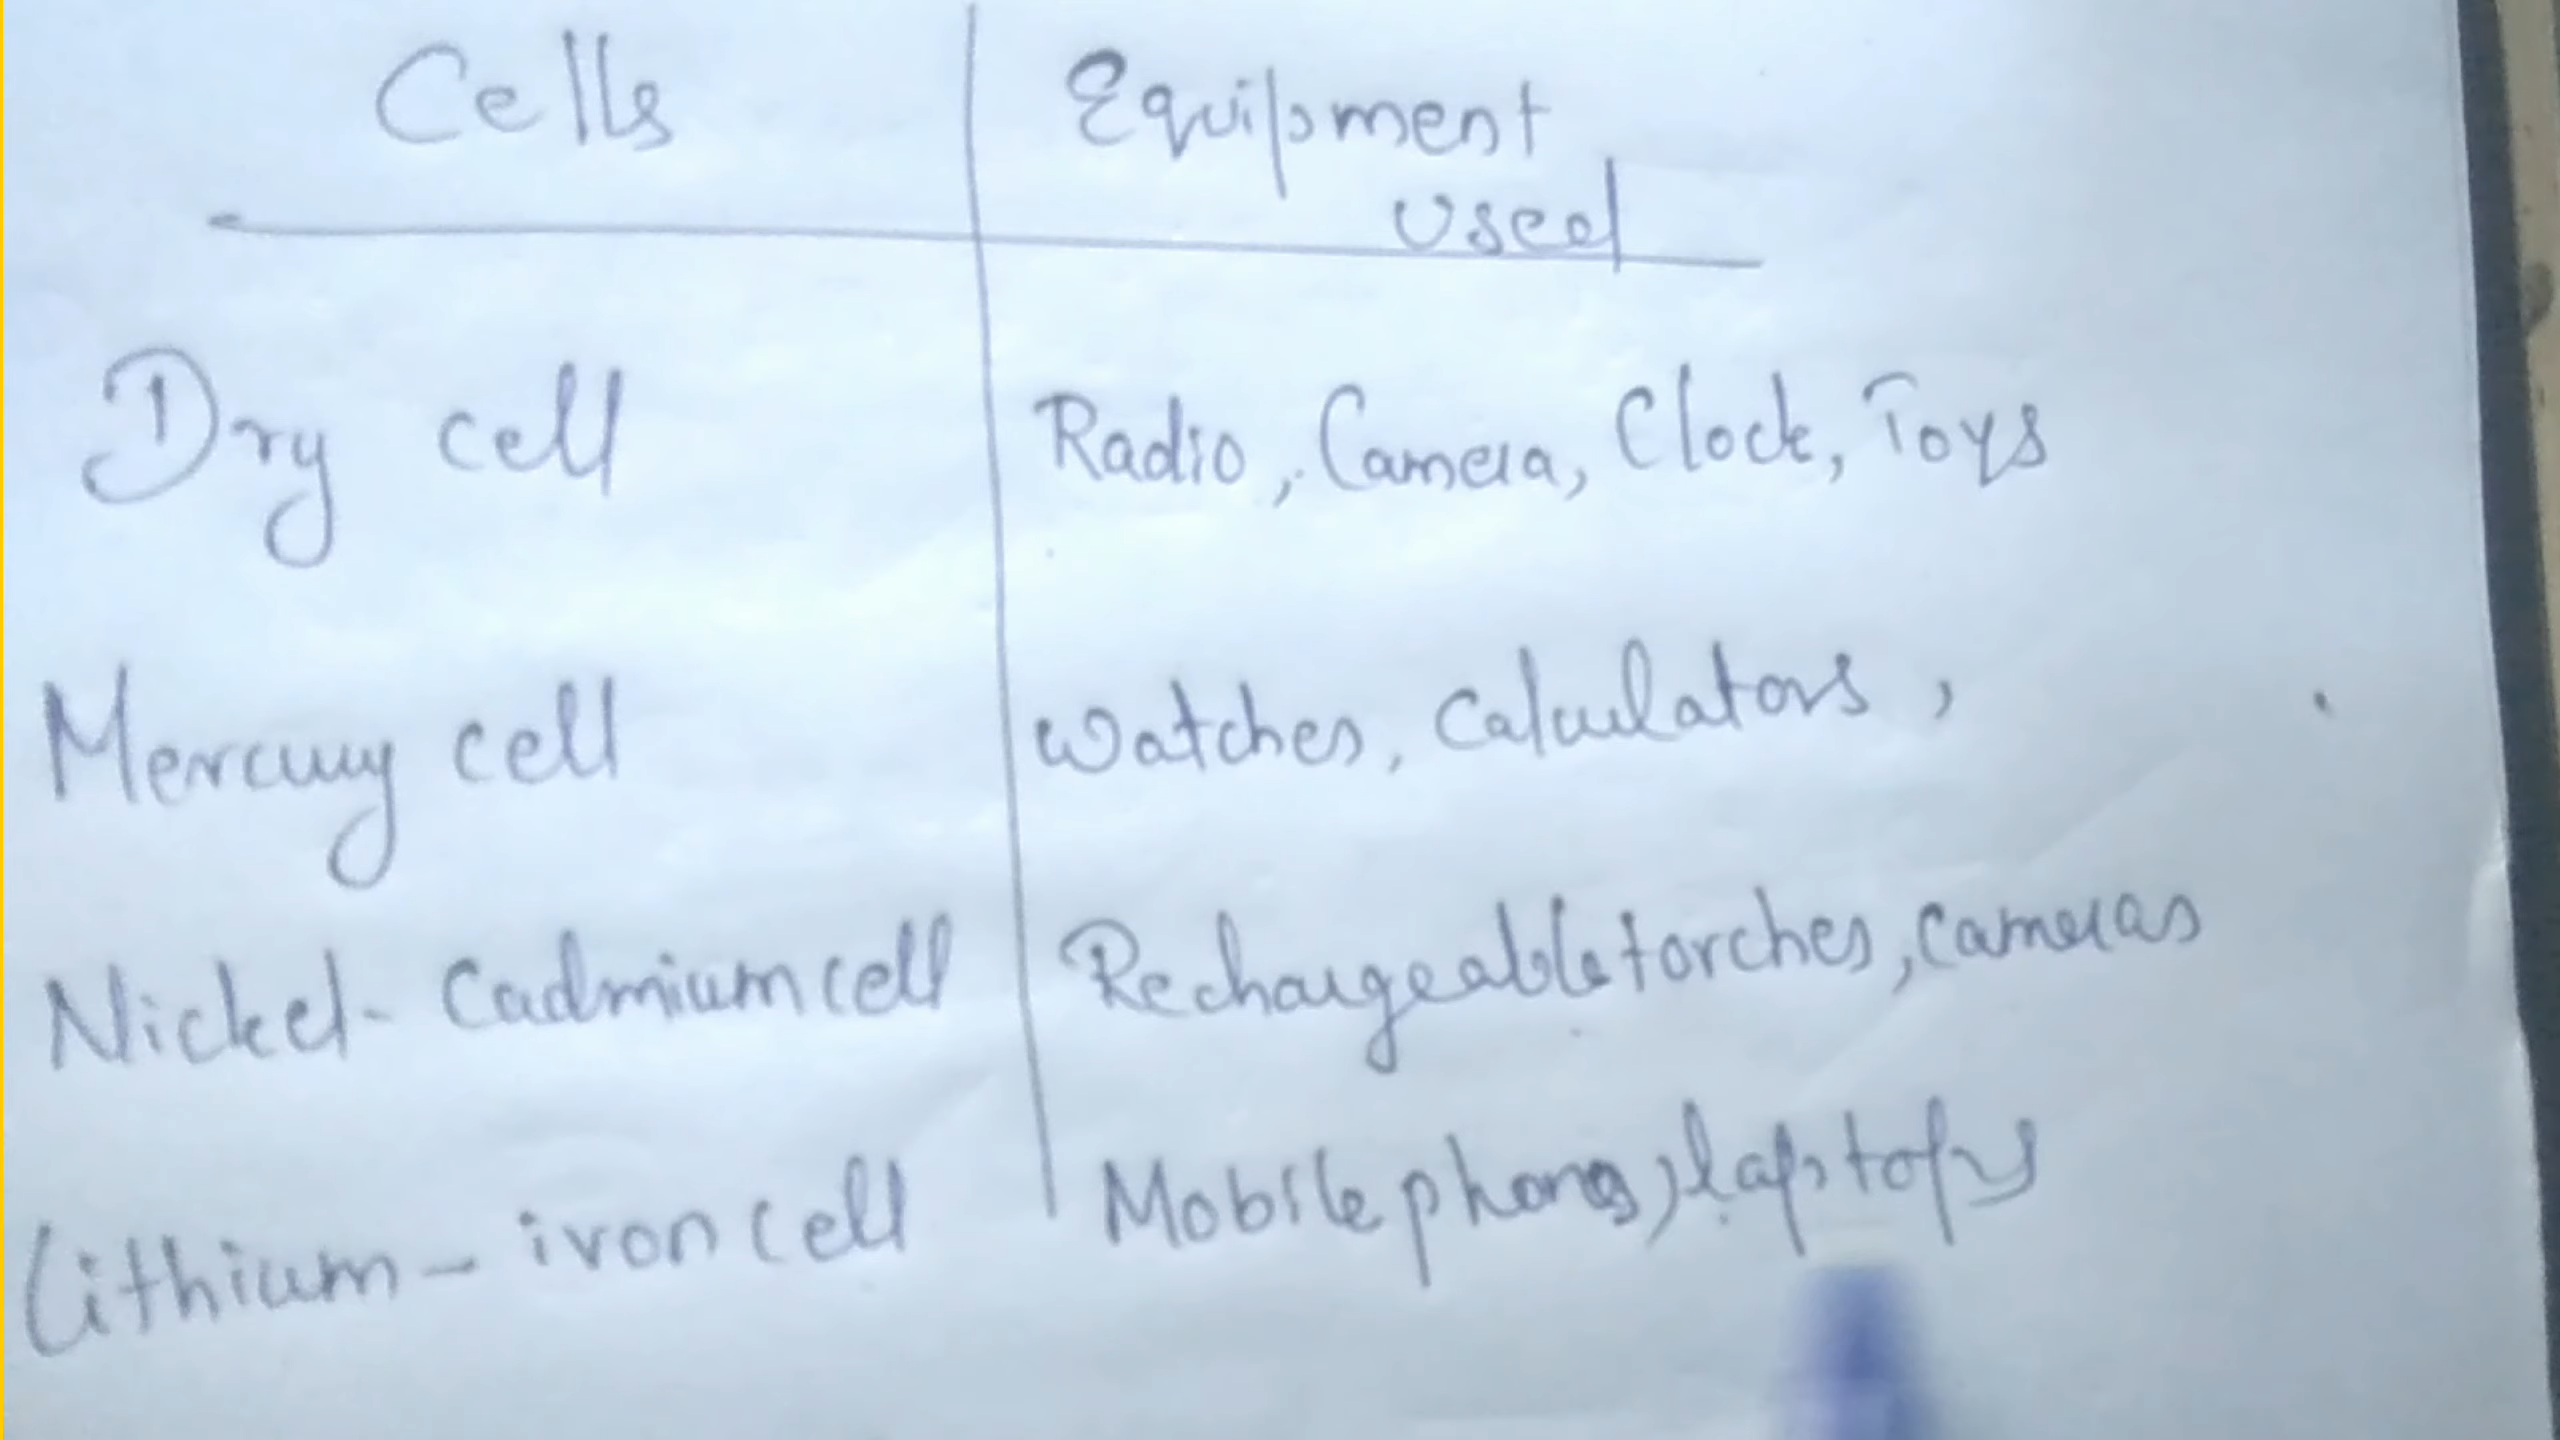 Cells Equipment
used
Dry cell Radio, Camera, Clock, Toys
Mercury cell Watches, Calculators,
Nickel- Cadmium cell Rechargeable torches, cameras
Lithium - iron cell Mobile phones, laptops